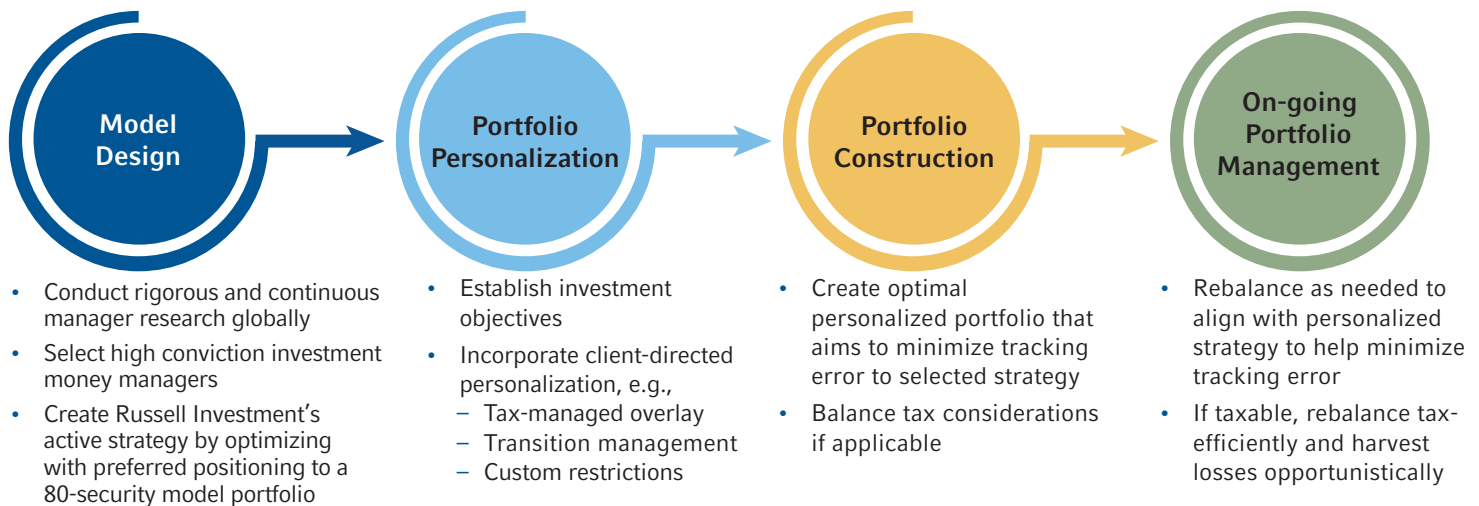 Model
Design
Portfolio
Personalization
Portfolio
Construction
On-going
Portfolio
Management
• Conduct rigorous and continuous
manager research globally
• Select high conviction investment
money managers
• Create Russell Investment's
active strategy by optimizing
with preferred positioning to a
80-security model portfolio
• Establish investment
objectives
• Incorporate client-directed
personalization, e.g.,
– Tax-managed overlay
– Transition management
– Custom restrictions
• Create optimal
personalized portfolio that
aims to minimize tracking
error to selected strategy
• Balance tax considerations
if applicable
• Rebalance as needed to
align with personalized
strategy to help minimize
tracking error
• If taxable, rebalance tax-
efficiently and harvest
losses opportunistically